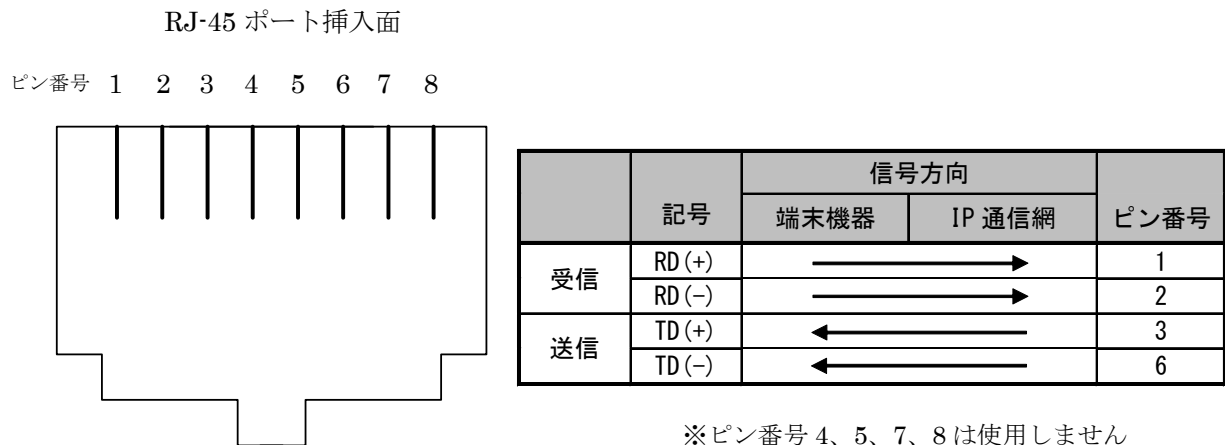 RJ-45 ポート挿入面
ピン番号 1 2 3 4 5 6 7 8
信号方向
記号 端末機器 IP 通信網 ピン番号
受信 RD(+) 1
RD(-) 2
送信 TD(+) 3
TD(-) 6
※ピン番号 4、5、7、8 は使用しません